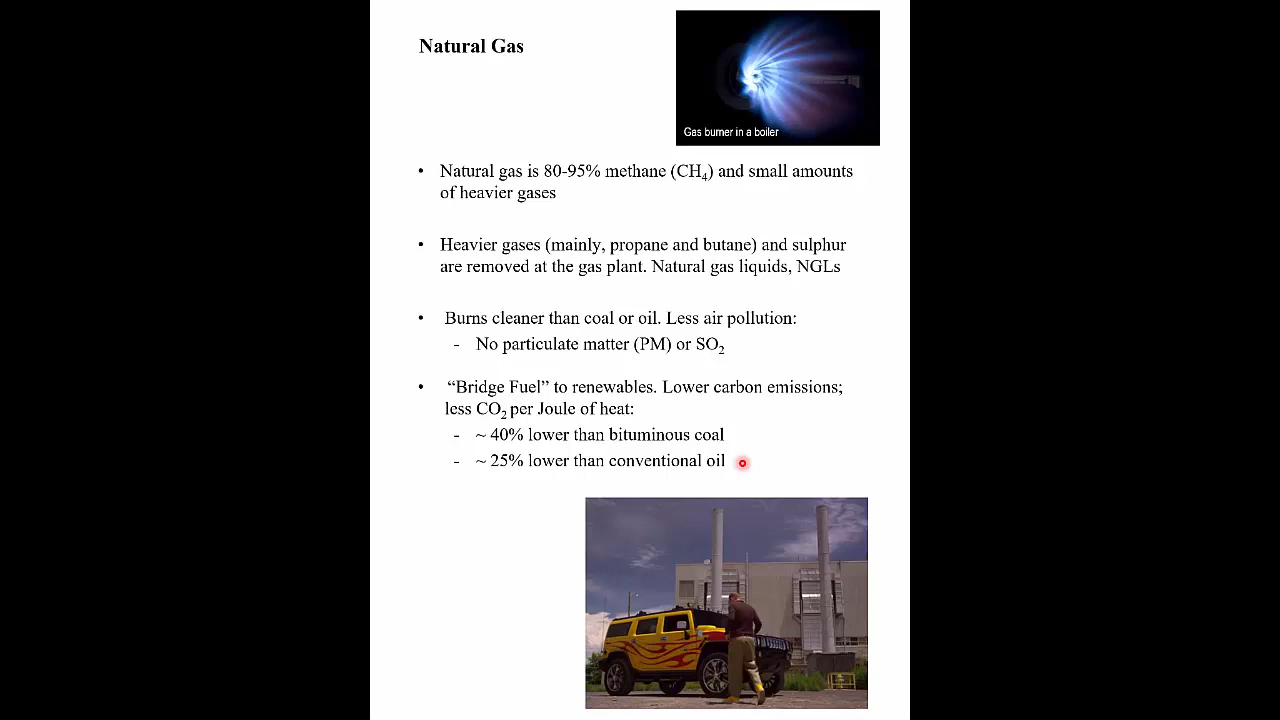 Natural Gas
Gas burner in a boiler
• Natural gas is 80-95% methane (CH₄) and small amounts
of heavier gases
• Heavier gases (mainly, propane and butane) and sulphur
are removed at the gas plant. Natural gas liquids, NGLs
• Burns cleaner than coal or oil. Less air pollution:
- No particulate matter (PM) or SO₂
• “Bridge Fuel” to renewables. Lower carbon emissions;
less CO₂ per Joule of heat:
- ~ 40% lower than bituminous coal
- ~ 25% lower than conventional oil